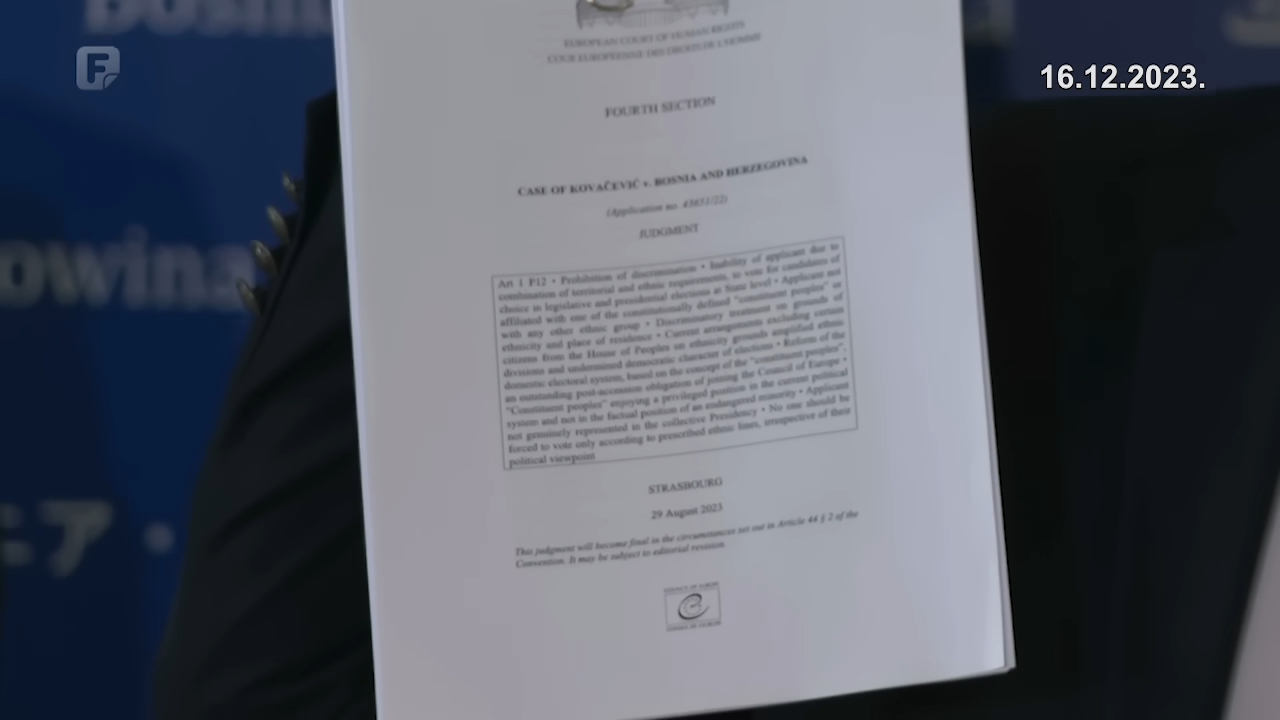 Bosni
F
16.12.2023.
owina
EUROPEAN COURT OF HUMAN RIGHTS
COUR EUROPÉENNE DES DROITS DE L'HOMME
FOURTH SECTION
CASE OF KOVAČEVIĆ v. BOSNIA AND HERZEGOVINA
(Application no. 43651/22)
JUDGMENT
Art 1 P12 • Prohibition of discrimination • Inability of applicant due to
combination of territorial and ethnic requirements, to vote for candidates of
choice in legislative and presidential elections at State level • Applicant not
affiliated with one of the constitutionally defined "constituent peoples" or
with any other ethnic group • Discriminatory treatment on grounds of
ethnicity and place of residence • Current arrangements excluding certain
citizens from the House of Peoples on ethnicity grounds amplified ethnic
divisions and undermined democratic character of elections • Reform of the
domestic electoral system, based on the concept of the "constituent peoples",
an outstanding post-accession obligation of joining the Council of Europe •
"Constituent peoples" enjoying a privileged position in the current political
system and not in the factual position of an endangered minority • Applicant
not genuinely represented in the collective Presidency • No one should be
forced to vote only according to prescribed ethnic lines, irrespective of their
political viewpoint
STRASBOURG
29 August 2023
This judgment will become final in the circumstances set out in Article 44 § 2 of the
Convention. It may be subject to editorial revision.
COUNCIL OF EUROPE
CONSEIL DE L'EUROPE